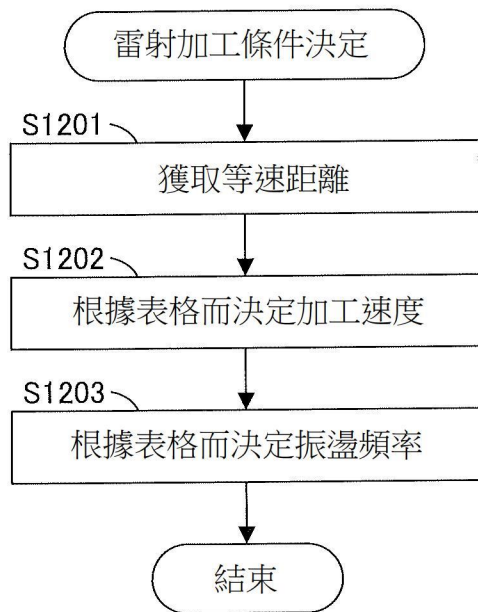 雷射加工條件決定
S1201
獲取等速距離
S1202
根據表格而決定加工速度
S1203
根據表格而決定振盪頻率
結束